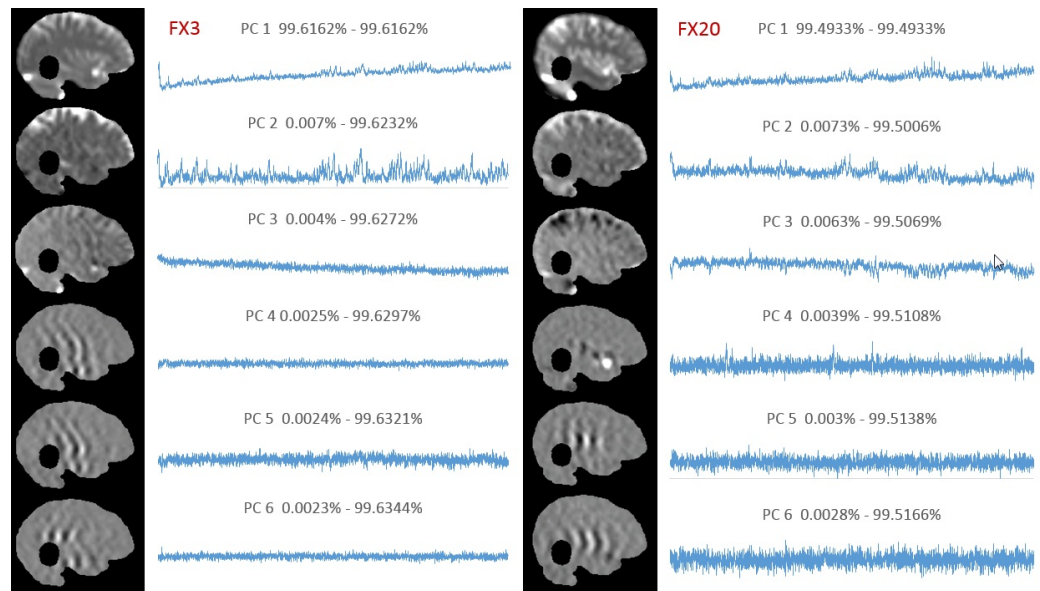 FX3 PC 1 99.6162% - 99.6162%
PC 2 0.007% - 99.6232%
PC 3 0.004% - 99.6272%
PC 4 0.0025% - 99.6297%
PC 5 0.0024% - 99.6321%
PC 6 0.0023% - 99.6344%
FX20 PC 1 99.4933% - 99.4933%
PC 2 0.0073% - 99.5006%
PC 3 0.0063% - 99.5069%
PC 4 0.0039% - 99.5108%
PC 5 0.003% - 99.5138%
PC 6 0.0028% - 99.5166%